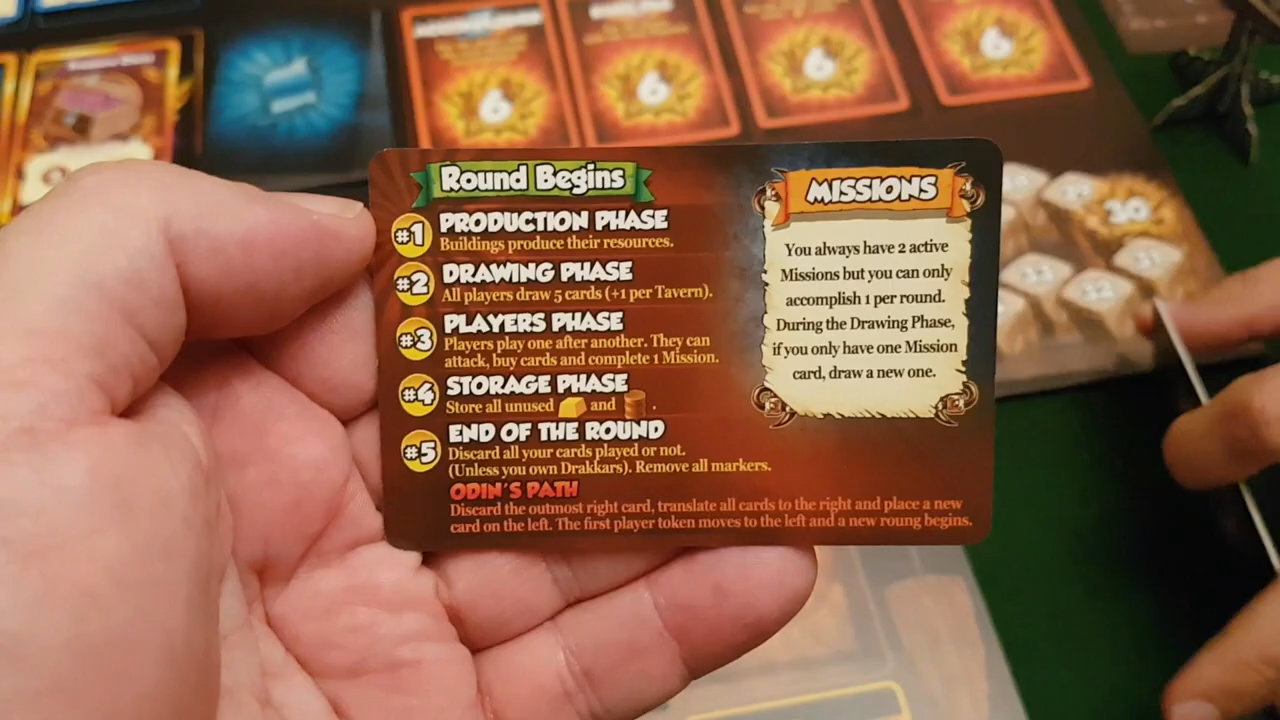 6
6
6
6
30
Round Begins
#1 PRODUCTION PHASE
Buildings produce their resources.
#2 DRAWING PHASE
All players draw 5 cards (+1 per Tavern).
#3 PLAYERS PHASE
Players play one after another. They can
attack, buy cards and complete 1 Mission.
#4 STORAGE PHASE
Store all unused and .
#5 END OF THE ROUND
Discard all your cards played or not.
(Unless you own Drakkars). Remove all markers.
ODIN'S PATH
Discard the outmost right card, translate all cards to the right and place a new
card on the left. The first player token moves to the left and a new roung begins.
MISSIONS
You always have 2 active
Missions but you can only
accomplish 1 per round.
During the Drawing Phase,
if you only have one Mission
card, draw a new one.